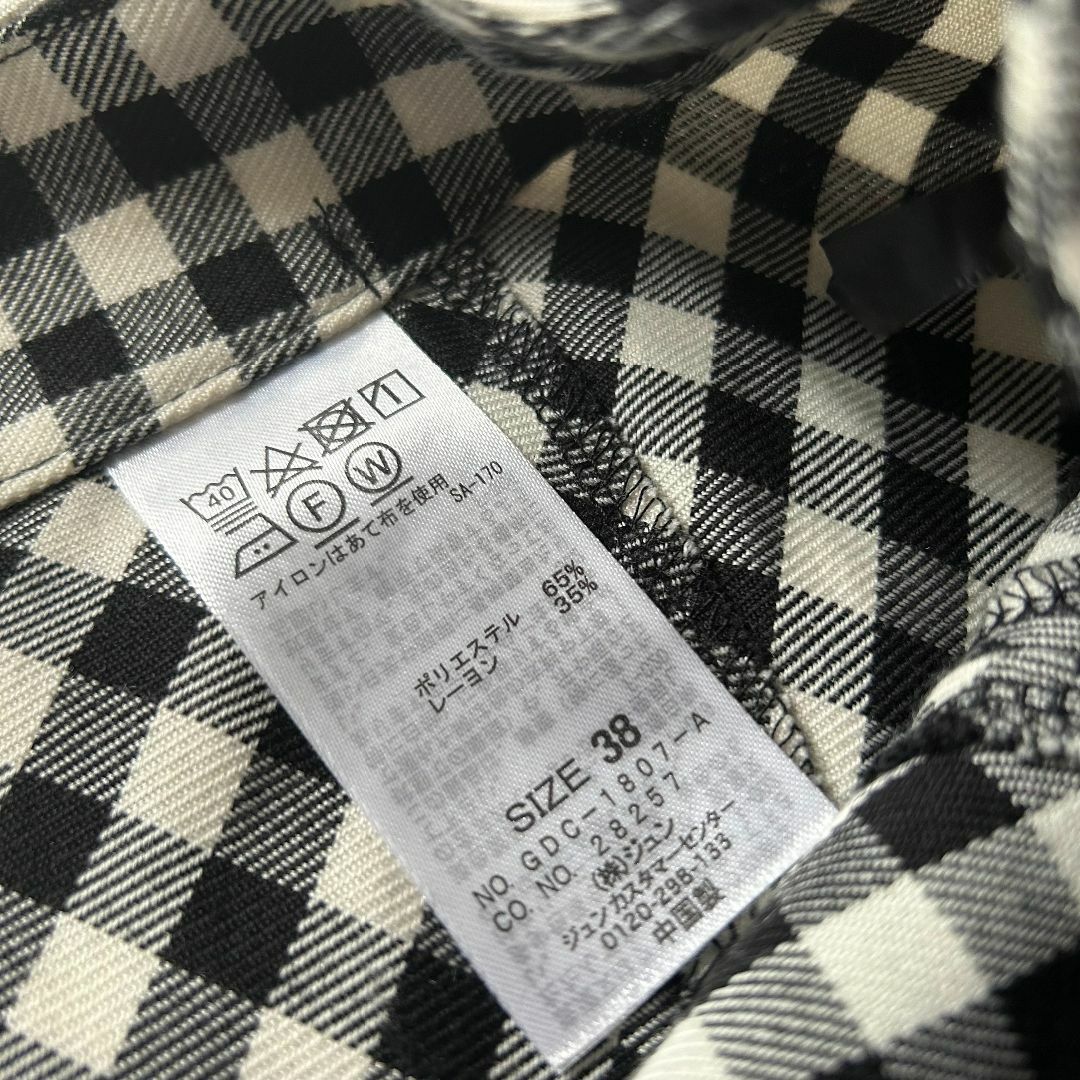 40
F
W
アイロンはあて布を使用
SA-170
ポリエステル 65%
レーヨン 35%
SIZE 38
NO. GDC-1807-A
CO. NO. 28257
(株)ジュン
ジュン カスタマーセンター
0120-298-133
中国製